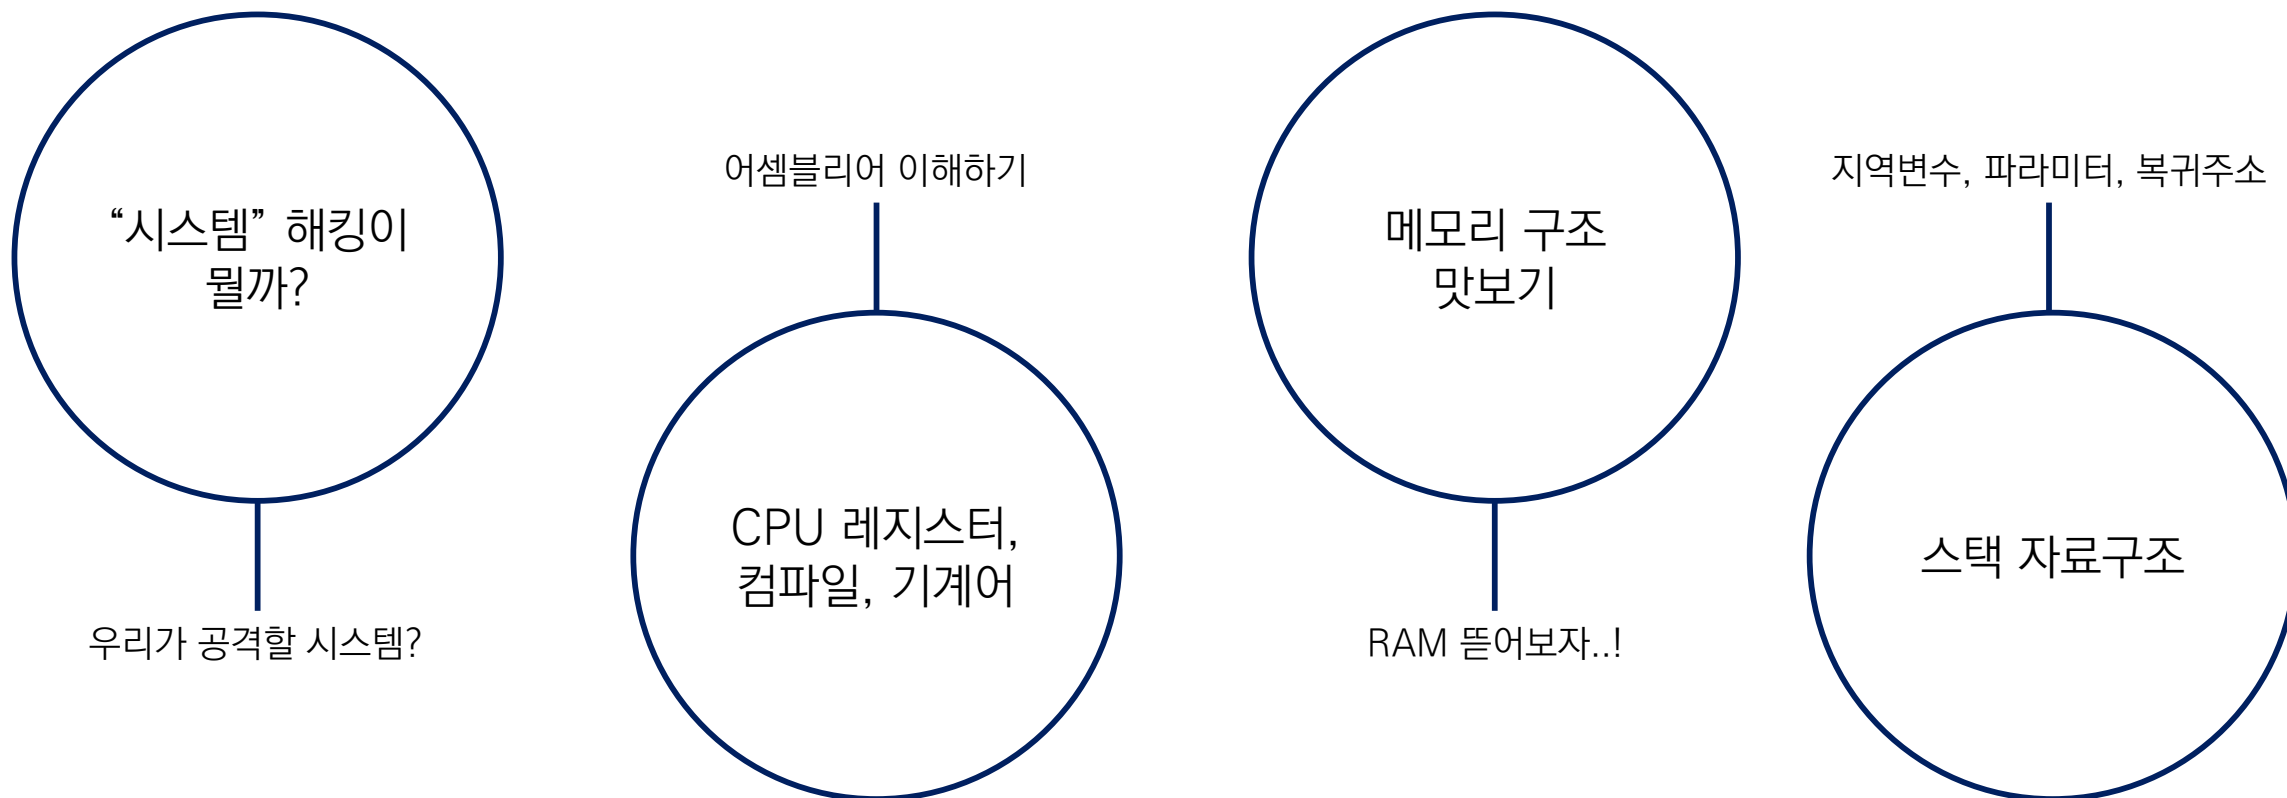 “시스템” 해킹이
뭘까?
우리가 공격할 시스템?
어셈블리어 이해하기
CPU 레지스터,
컴파일, 기계어
메모리 구조
맛보기
RAM 뜯어보자..!
지역변수, 파라미터, 복귀주소
스택 자료구조